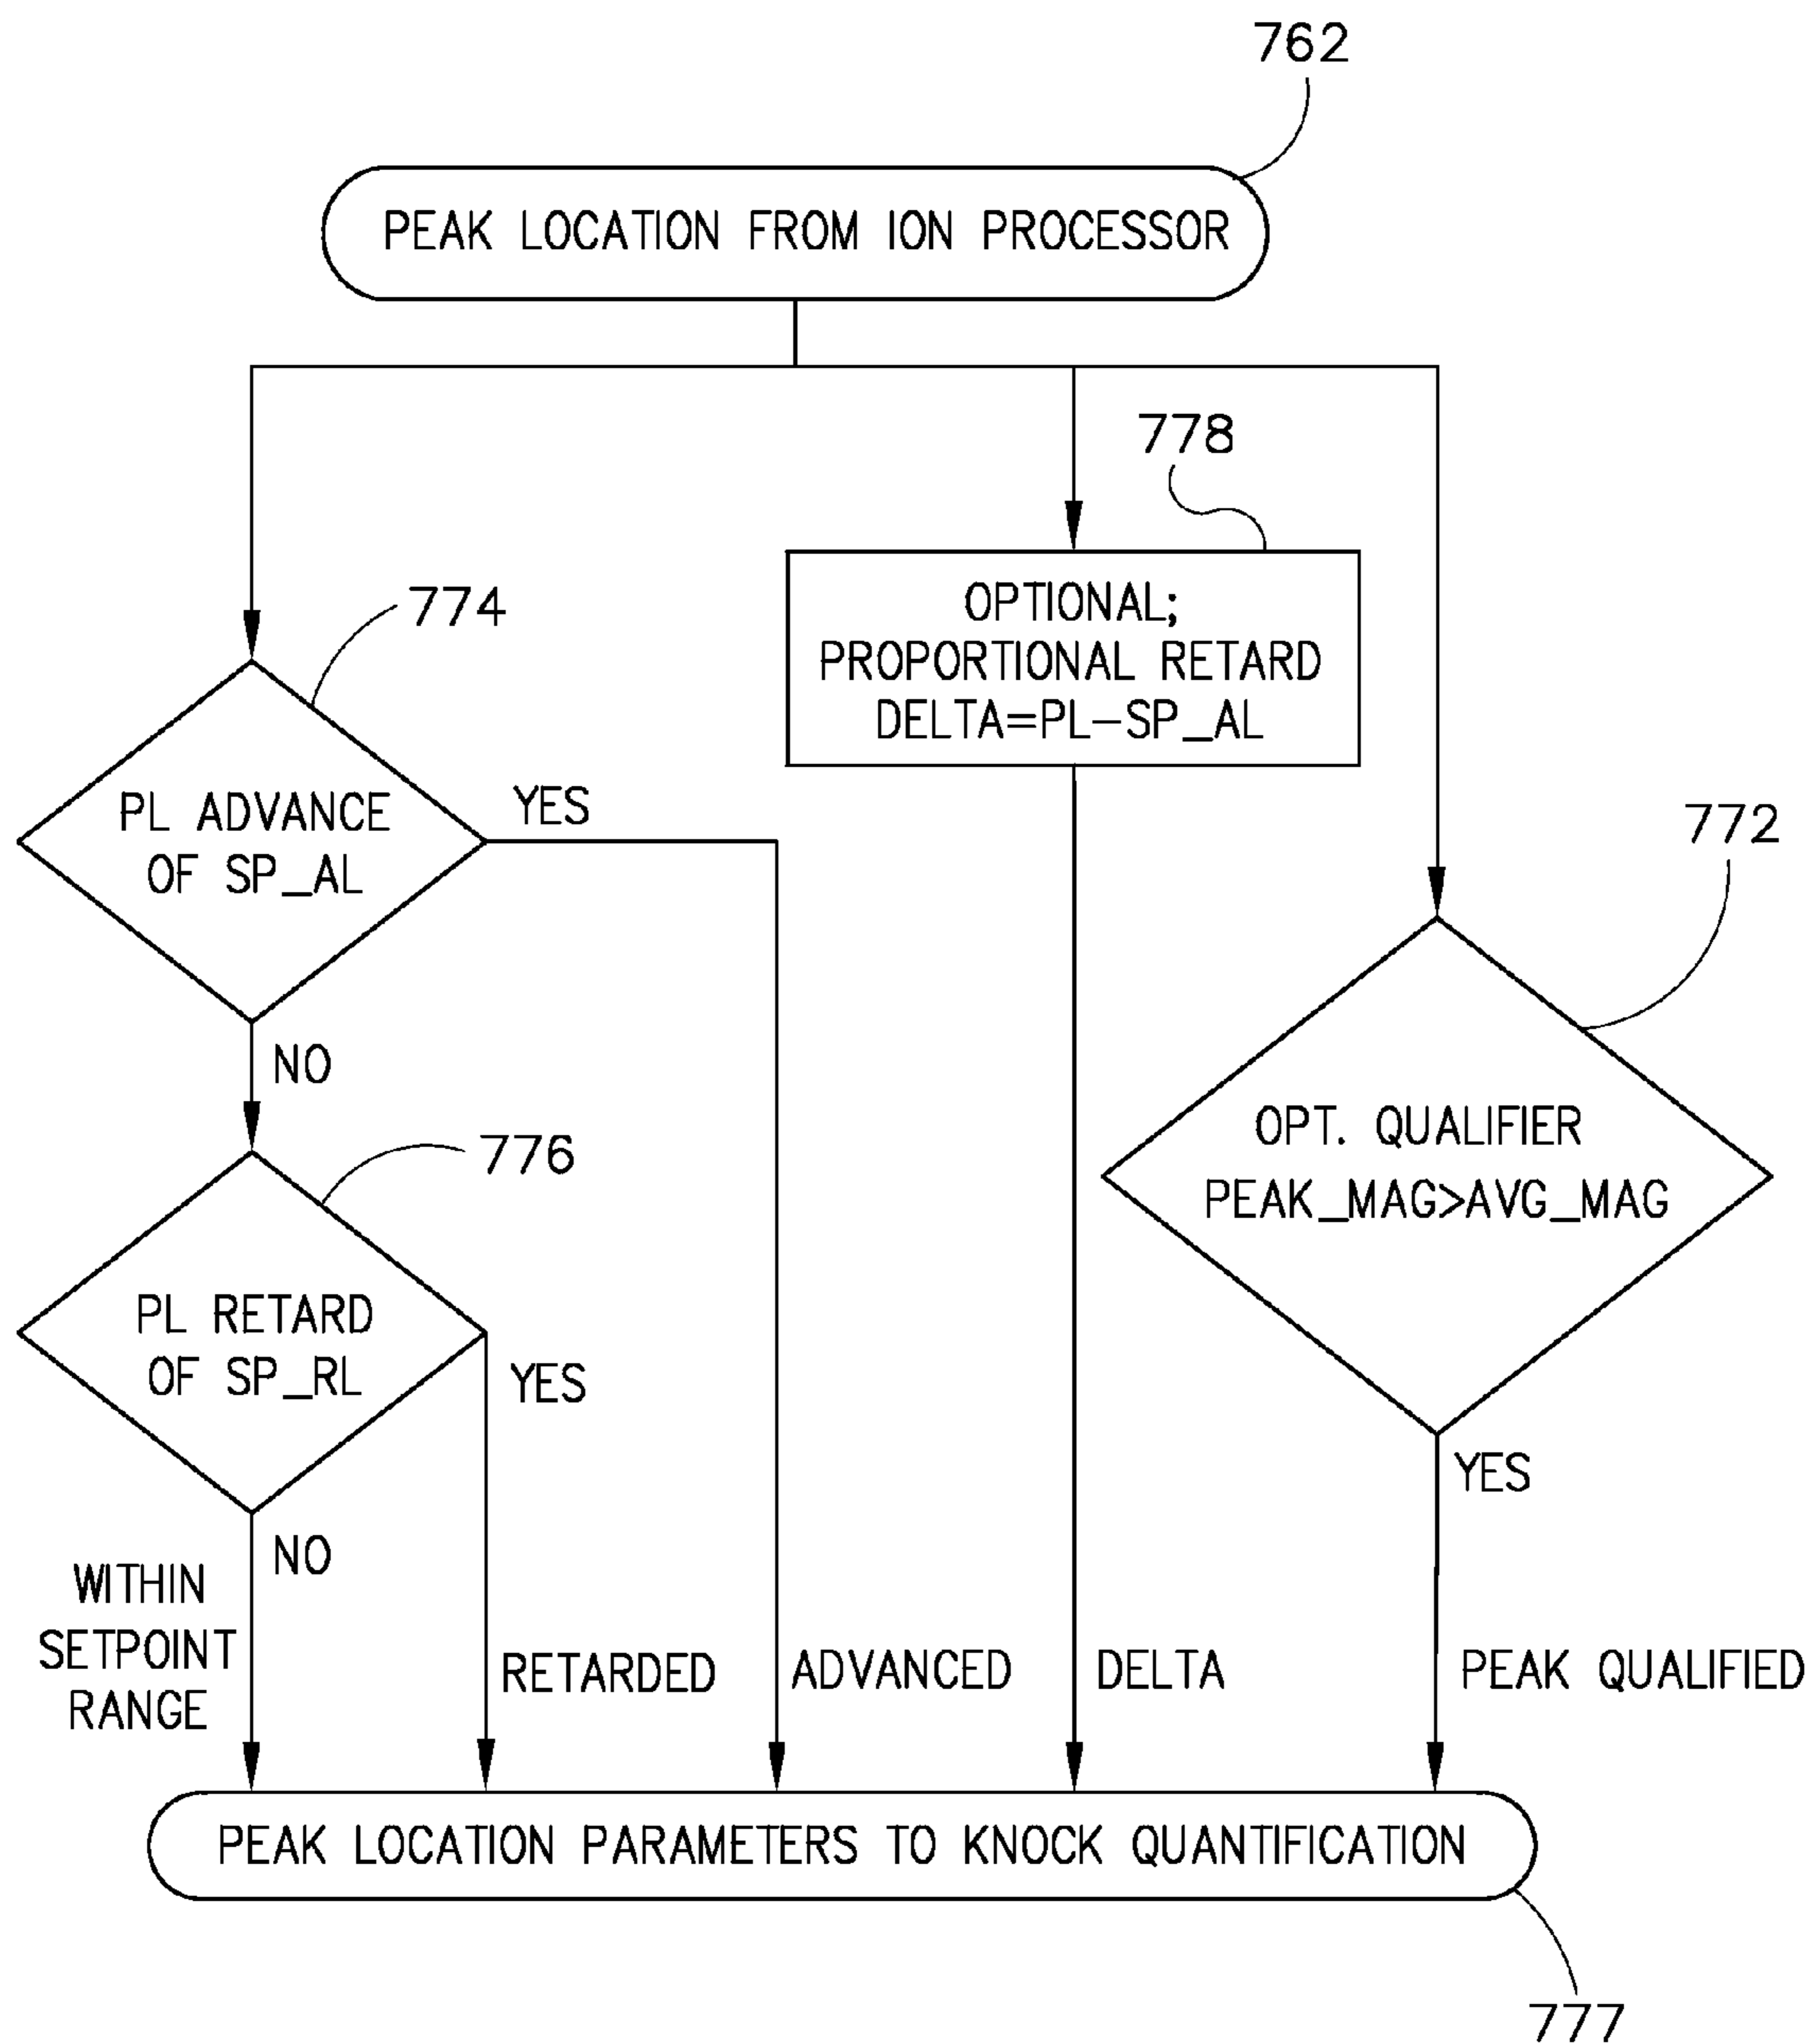 762
PEAK LOCATION FROM ION PROCESSOR
778
OPTIONAL;
PROPORTIONAL RETARD
DELTA=PL-SP_AL
774
PL ADVANCE
OF SP_AL
YES
772
NO
OPT. QUALIFIER
PEAK_MAG>AVG_MAG
776
PL RETARD
OF SP_RL
YES
YES
NO
WITHIN
SETPOINT
RANGE
RETARDED
ADVANCED
DELTA
PEAK QUALIFIED
PEAK LOCATION PARAMETERS TO KNOCK QUANTIFICATION
777